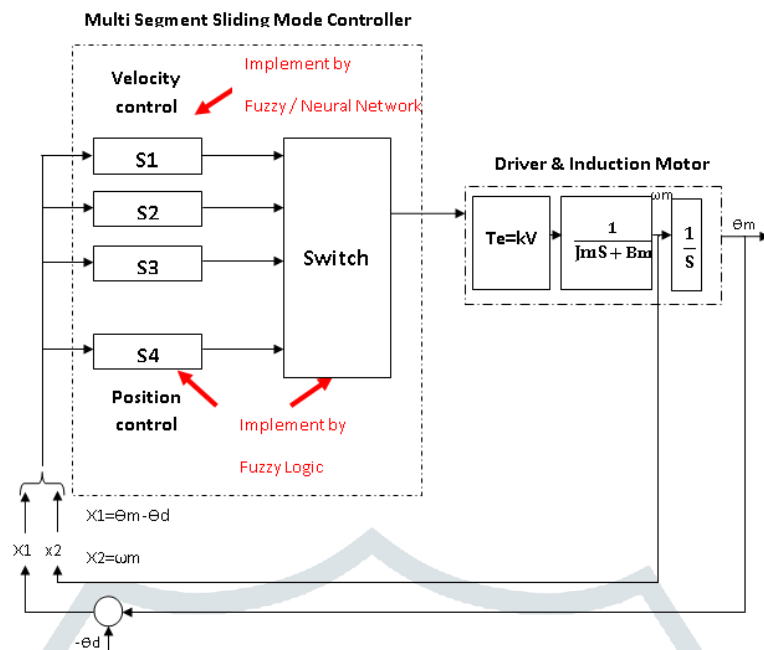 Multi Segment Sliding Mode Controller
Velocity
control
Implement by
Fuzzy / Neural Network
S1
S2
S3
S4
Switch
Position
control
Implement by
Fuzzy Logic
Driver & Induction Motor
Te=kV
1
JmS + Bm
ωm
1
S
θm
X1=θm-θd
X2=ωm
X1 x2
-θd